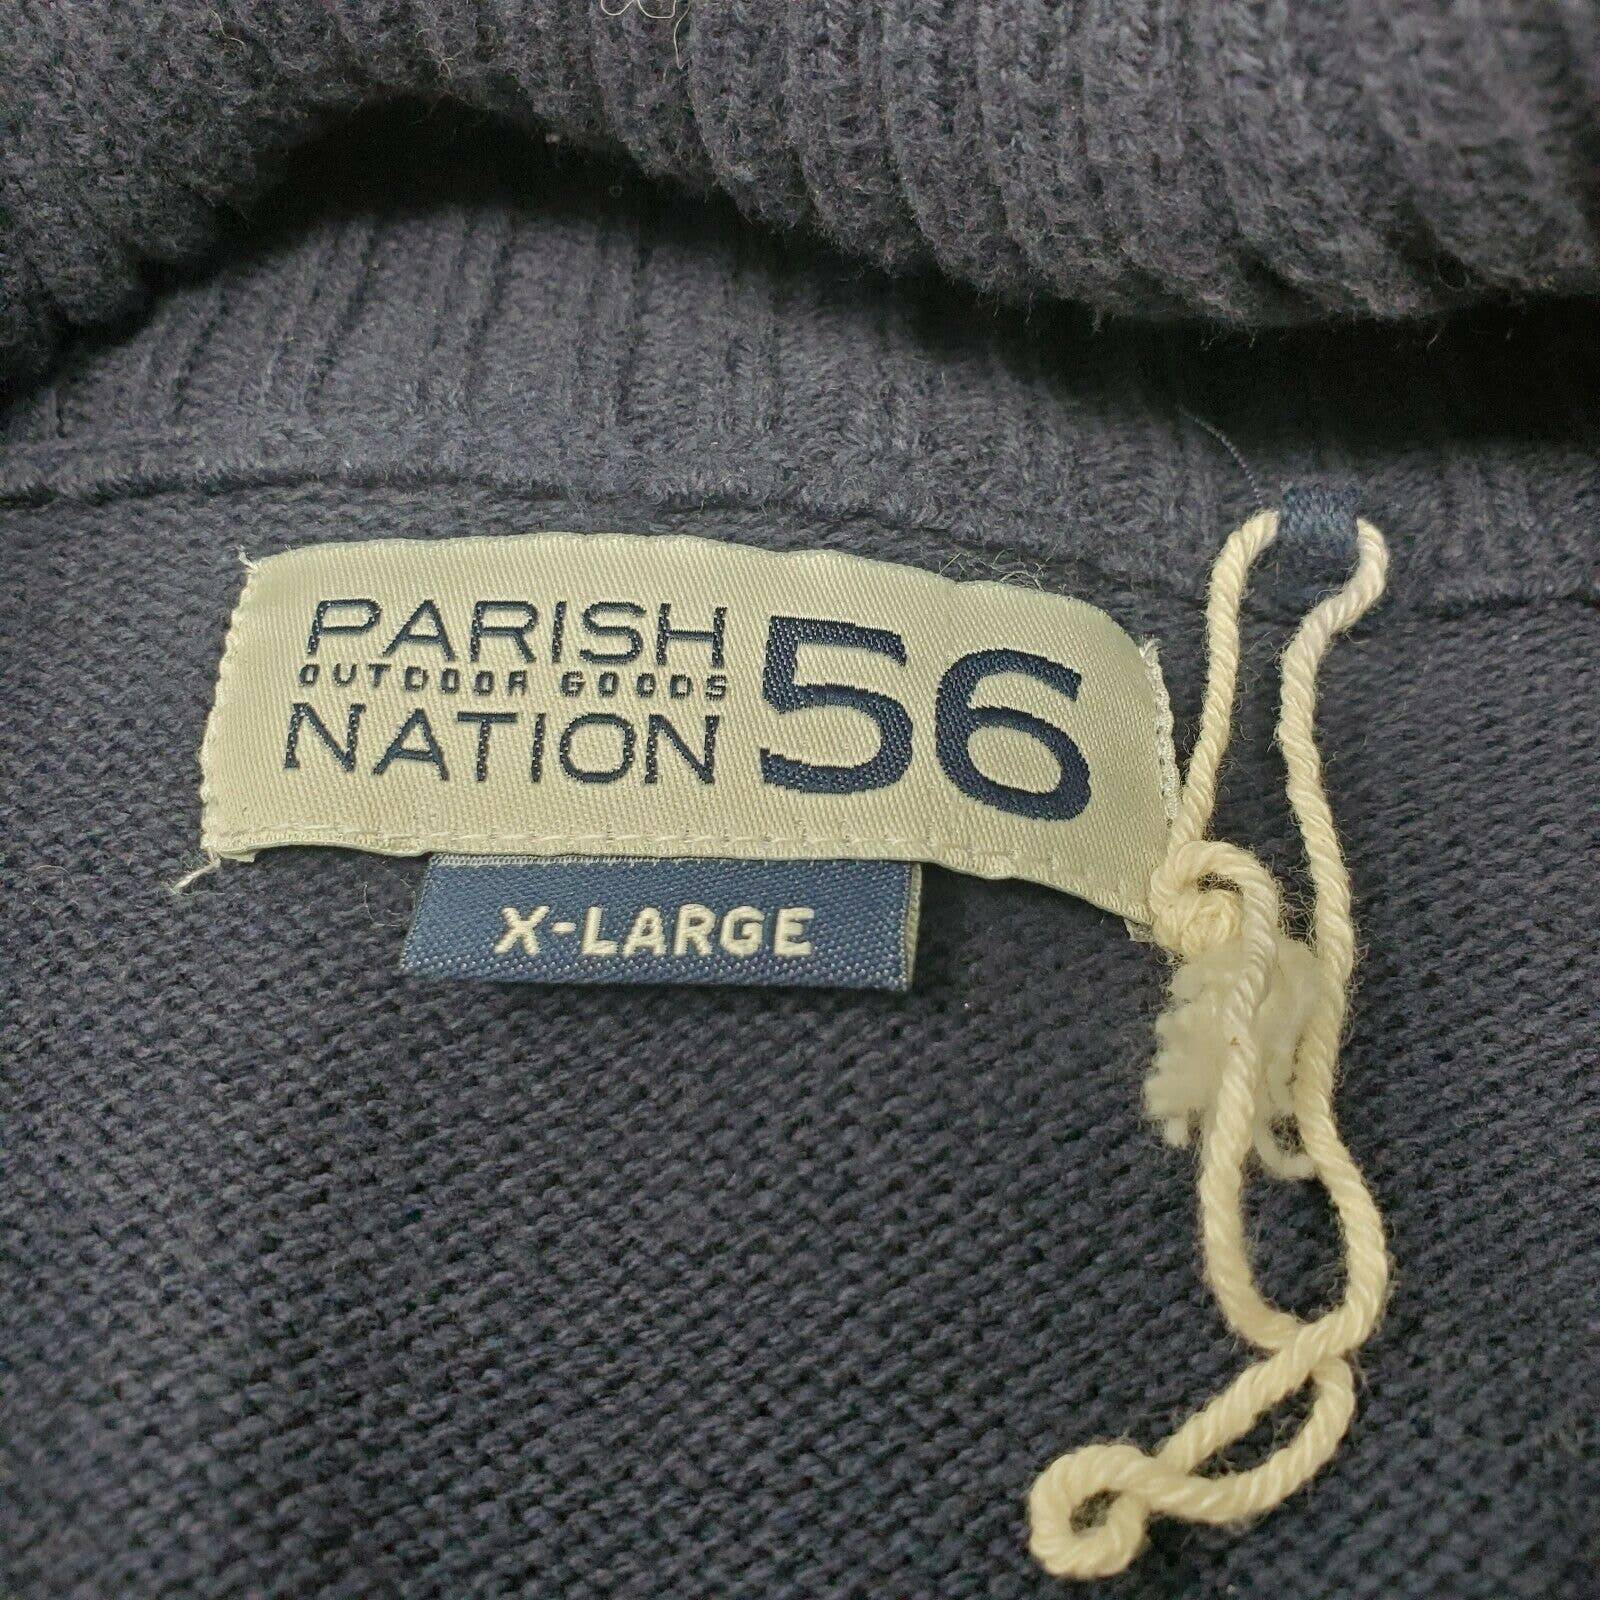 PARISH
OUTDOOR GOODS
NATION
56
X-LARGE